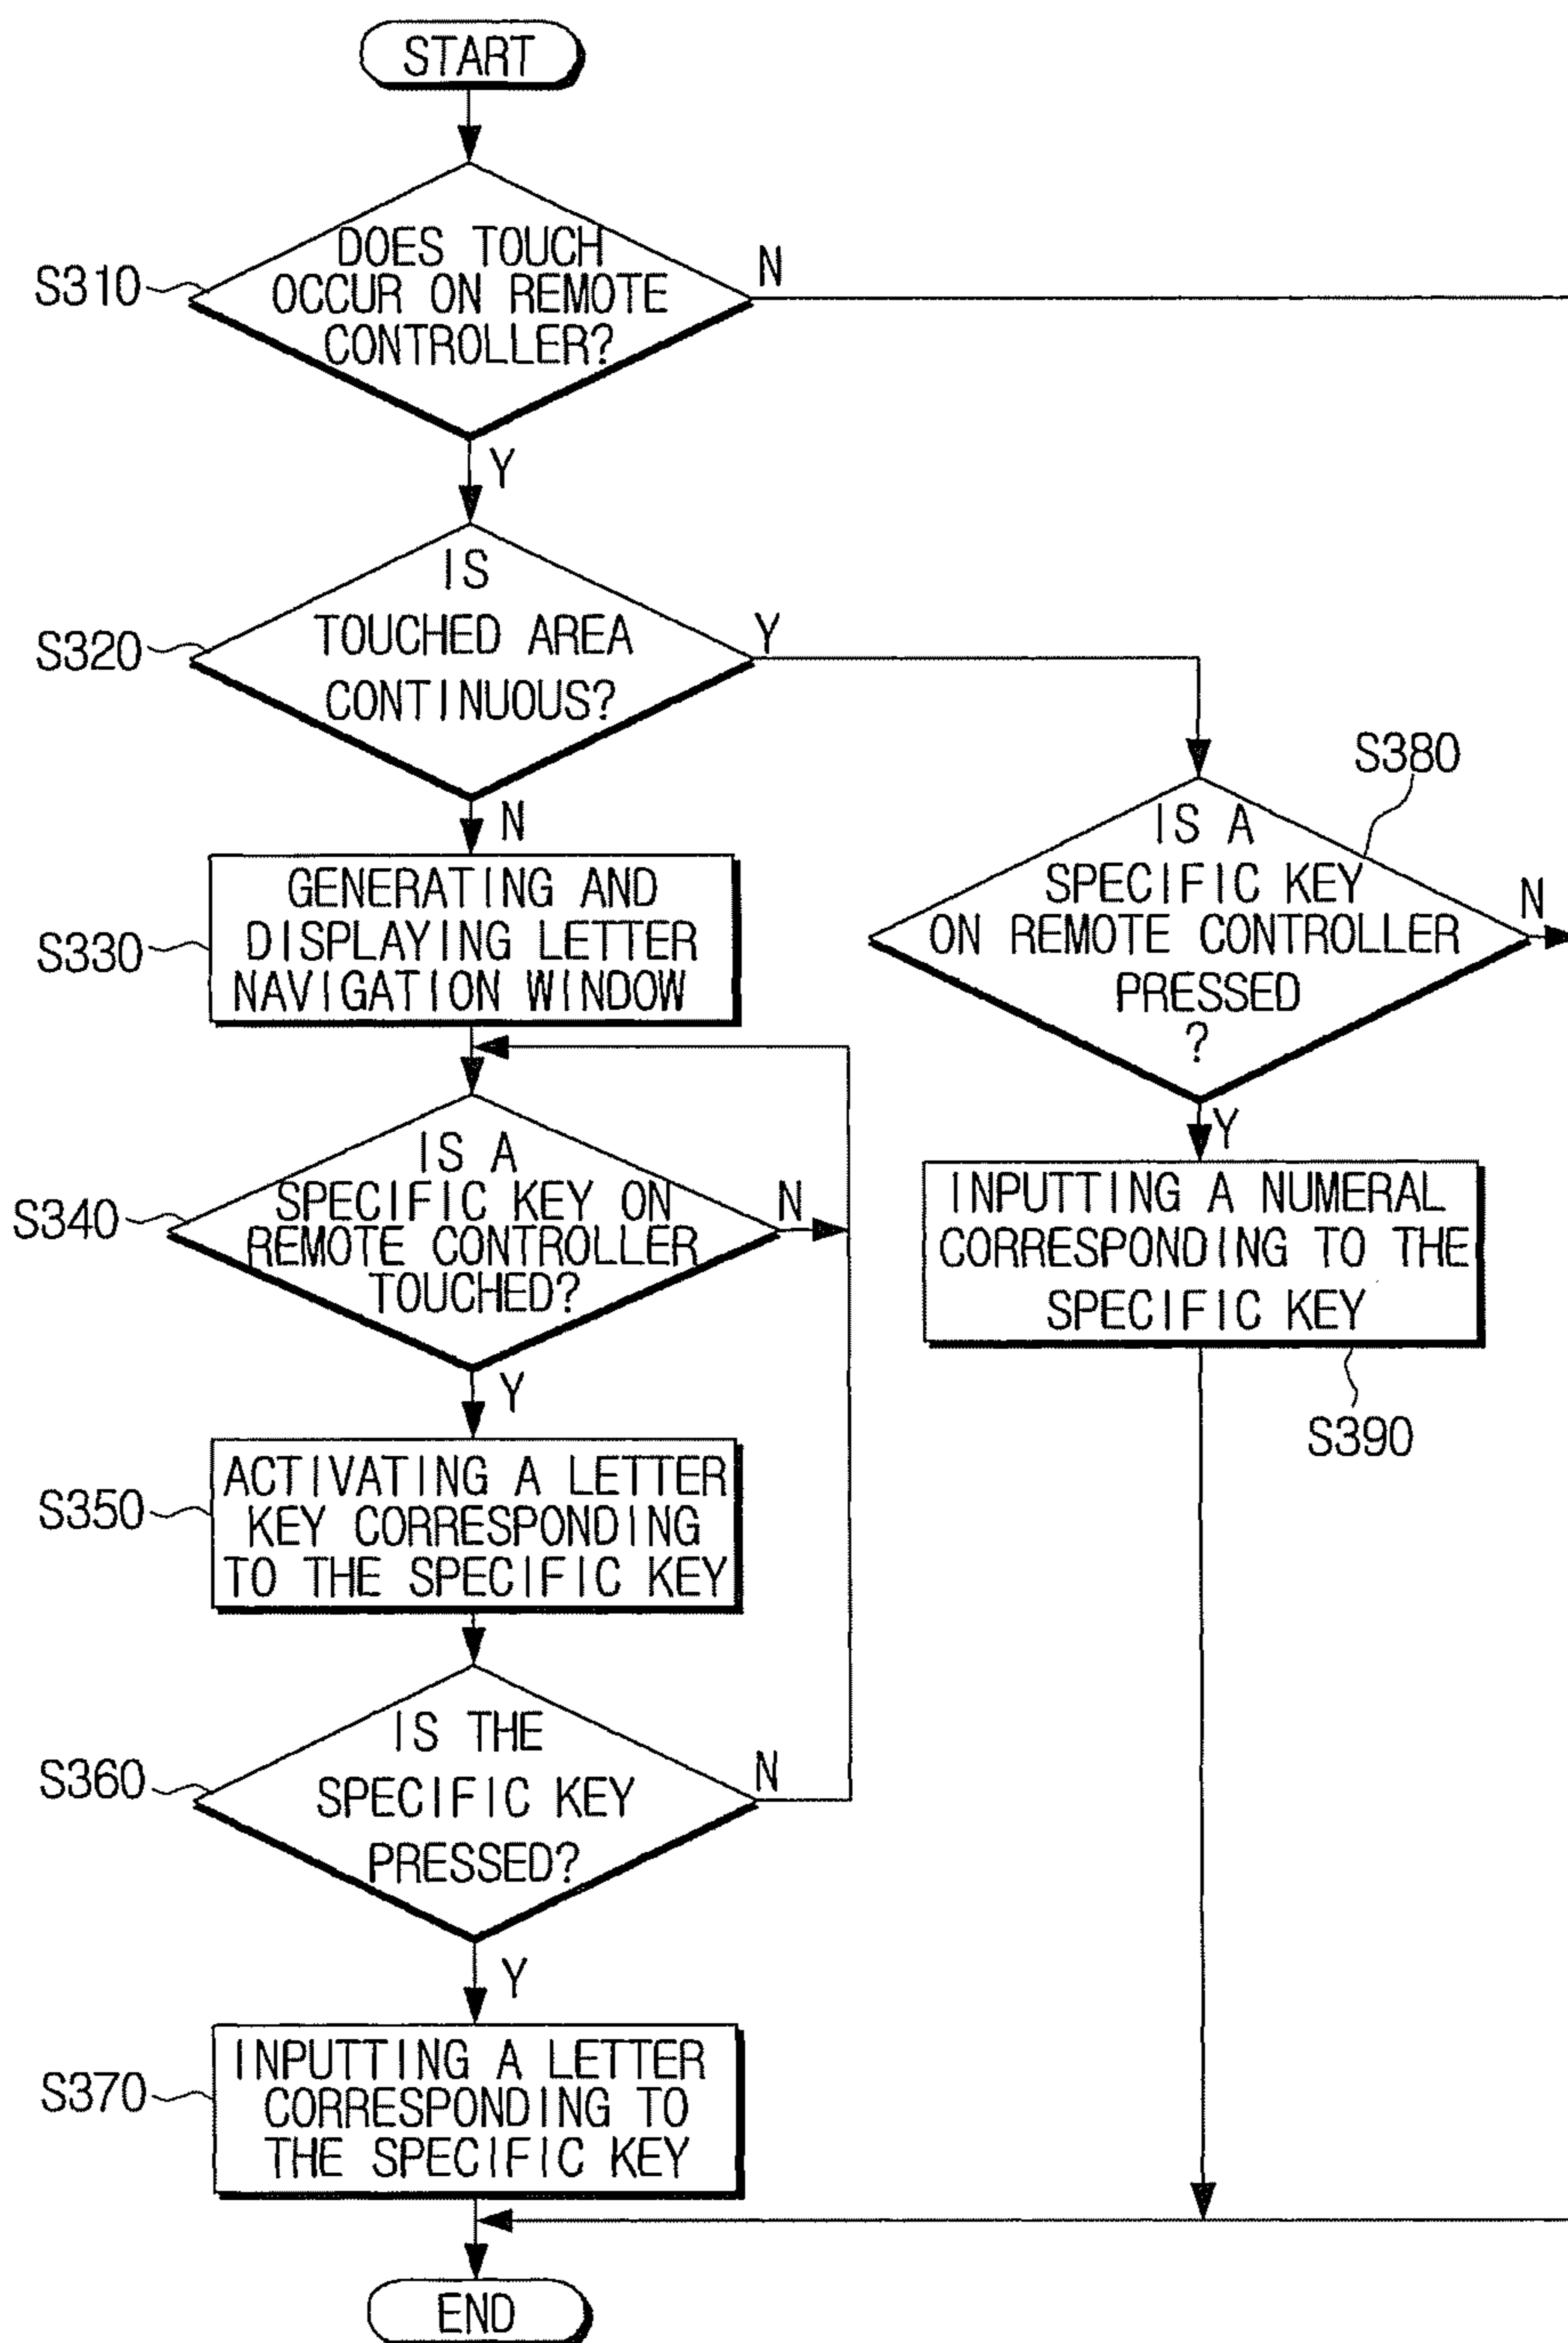 START
DOES TOUCH
OCCUR ON REMOTE
CONTROLLER?
S310
N
Y
IS
TOUCHED AREA
CONTINUOUS?
S320
Y
N
S380
IS A
SPECIFIC KEY
ON REMOTE CONTROLLER
PRESSED
?
N
Y
GENERATING AND
DISPLAYING LETTER
NAVIGATION WINDOW
S330
IS A
SPECIFIC KEY ON
REMOTE CONTROLLER
TOUCHED?
S340
N
Y
INPUTTING A NUMERAL
CORRESPONDING TO THE
SPECIFIC KEY
S390
ACTIVATING A LETTER
KEY CORRESPONDING
TO THE SPECIFIC KEY
S350
IS THE
SPECIFIC KEY
PRESSED?
S360
N
Y
INPUTTING A LETTER
CORRESPONDING TO
THE SPECIFIC KEY
S370
END